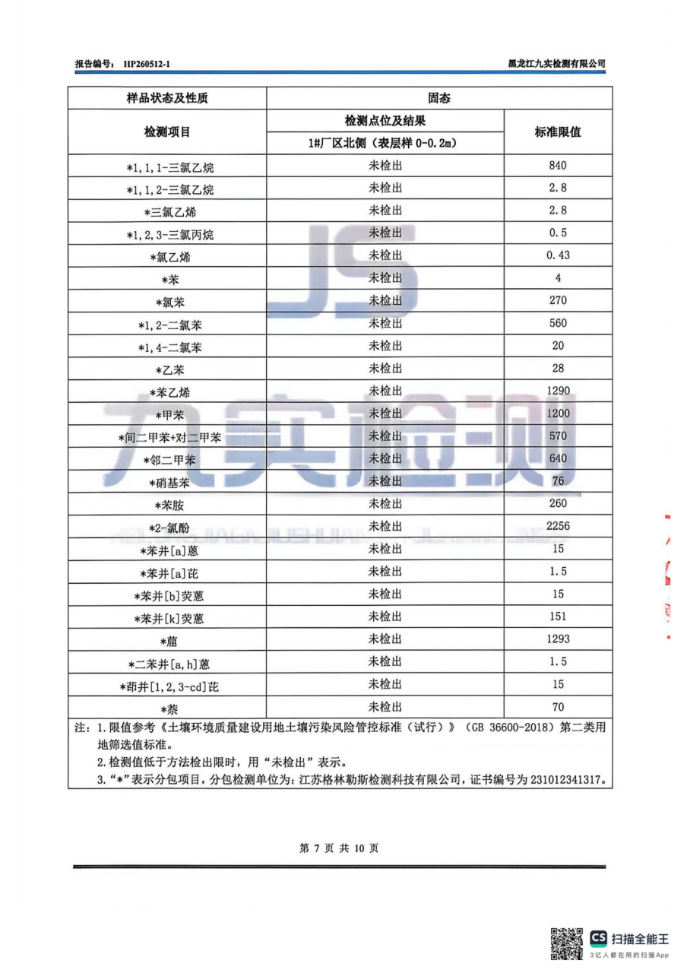 报告编号： HP260512-1
黑龙江九实检测有限公司
样品状态及性质 固态
检测项目 检测点位及结果 标准限值
1#厂区北侧（表层样 0-0.2m）
*1,1,1-三氯乙烷 未检出 840
*1,1,2-三氯乙烷 未检出 2.8
*三氯乙烯 未检出 2.8
*1,2,3-三氯丙烷 未检出 0.5
*氯乙烯 未检出 0.43
*苯 未检出 4
*氯苯 未检出 270
*1,2-二氯苯 未检出 560
*1,4-二氯苯 未检出 20
*乙苯 未检出 28
*苯乙烯 未检出 1290
*甲苯 未检出 1200
*间二甲苯+对二甲苯 未检出 570
*邻二甲苯 未检出 640
*硝基苯 未检出 76
*苯胺 未检出 260
*2-氯酚 未检出 2256
*苯并[a]蒽 未检出 15
*苯并[a]芘 未检出 1.5
*苯并[b]荧蒽 未检出 15
*苯并[k]荧蒽 未检出 151
*䓛 未检出 1293
*二苯并[a,h]蒽 未检出 1.5
*茚并[1,2,3-cd]芘 未检出 15
*萘 未检出 70
注：1.限值参考《土壤环境质量建设用地土壤污染风险管控标准（试行）》（GB 36600-2018）第二类用
地筛选值标准。
2.检测值低于方法检出限时，用“未检出”表示。
3.“*”表示分包项目，分包检测单位为：江苏格林勒斯检测科技有限公司，证书编号为 231012341317。
JS
九实检测
第 7 页 共 10 页
CS 扫描全能王
3亿人都在用的扫描App